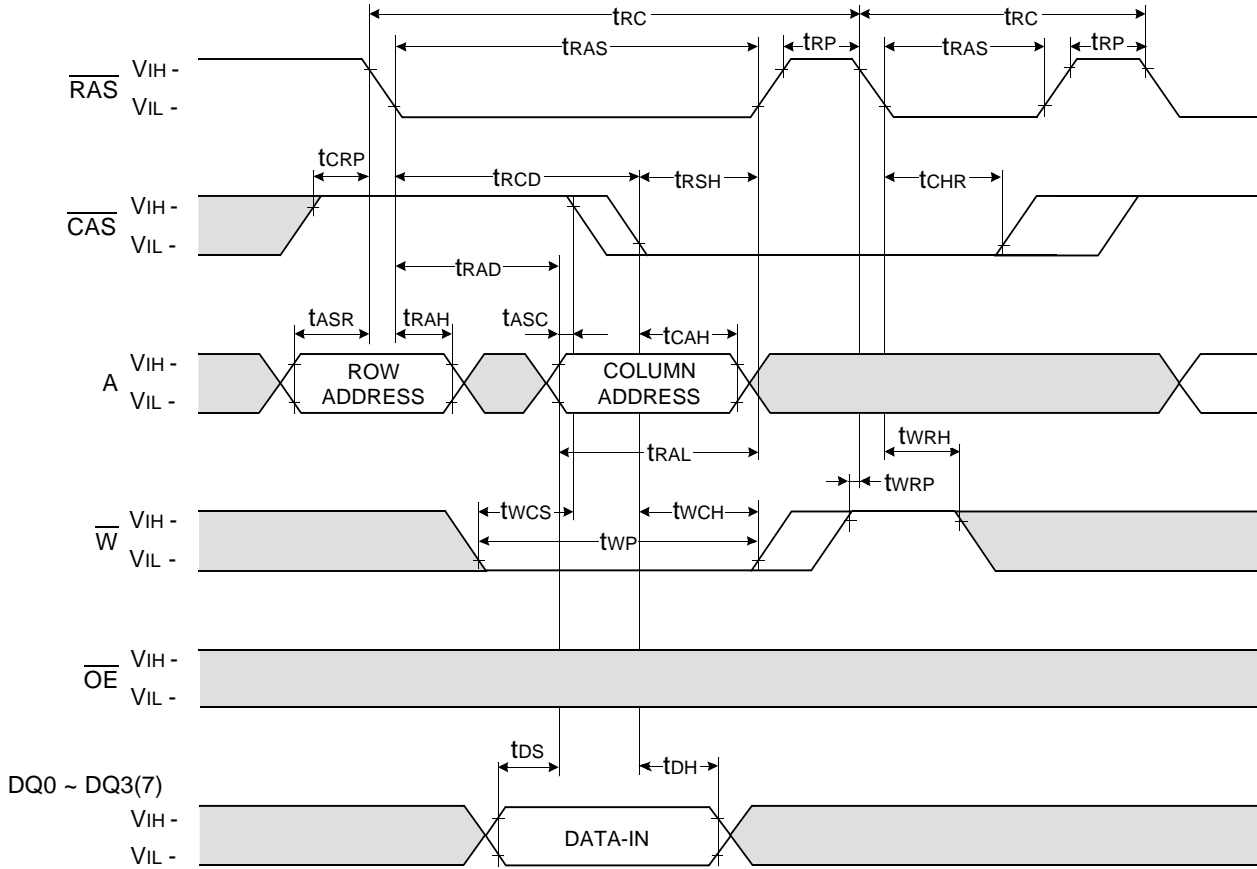 tRC tRC
tRAS tRP tRAS tRP
RAS VIH -
VIL -
tCRP tRCD tRSH tCHR
CAS VIH -
VIL -
tRAD
tASR tRAH tASC tCAH
A VIH -
VIL -
ROW
ADDRESS
COLUMN
ADDRESS
tRAL tWRH
tWRP
tWCS tWCH
W VIH -
VIL -
tWP
OE VIH -
VIL -
tDS tDH
DQ0 ~ DQ3(7)
VIH -
VIL -
DATA-IN